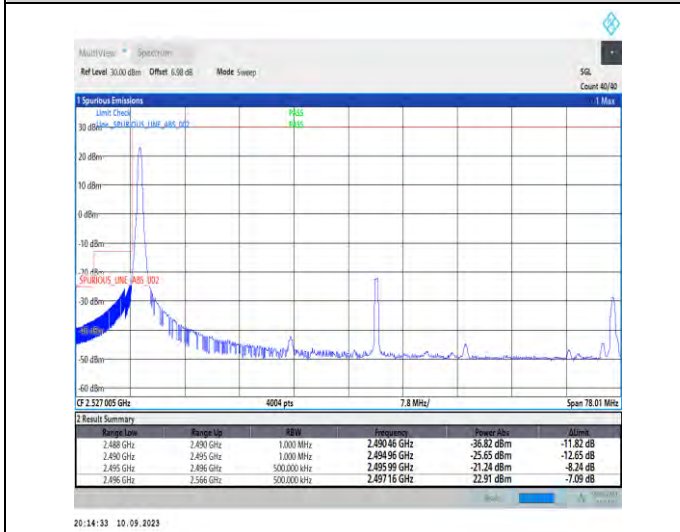 MultiView Spectrum
Ref Level 30.00 dBm Offset 6.98 dB Mode Sweep SGL
Count 40/40
1 Spurious Emissions 1 Max
Limit Check PASS
30 dBm Line _SPURIOUS_LINE_ABS_002 PASS
20 dBm
10 dBm
0 dBm
-10 dBm
-20 dBm
_SPURIOUS_LINE_ABS_002
-30 dBm
-40 dBm
-50 dBm
-60 dBm
CF 2.527 005 GHz 4004 pts 7.8 MHz/ Span 78.01 MHz
2 Result Summary
Range Low Range Up RBW Frequency Power Abs ΔLimit
2.488 GHz 2.490 GHz 1.000 MHz 2.490 46 GHz -36.82 dBm -11.82 dB
2.490 GHz 2.495 GHz 1.000 MHz 2.494 96 GHz -25.65 dBm -12.65 dB
2.495 GHz 2.496 GHz 500.000 kHz 2.495 99 GHz -21.24 dBm -8.24 dB
2.496 GHz 2.566 GHz 500.000 kHz 2.497 16 GHz 22.91 dBm -7.09 dB
20:14:33 10.09.2023